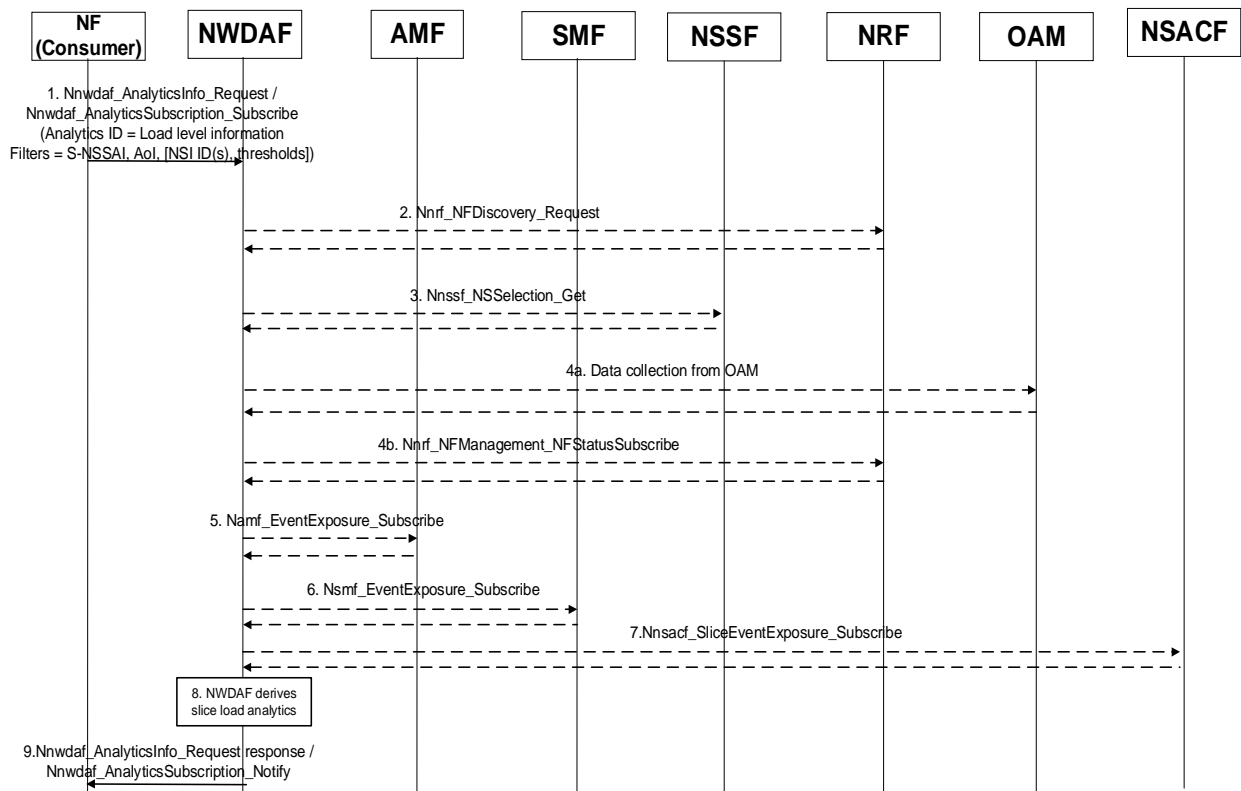 NF
(Consumer)
NWDAF
AMF
SMF
NSSF
NRF
OAM
NSACF
1. Nnwdaf_AnalyticsInfo_Request /
Nnwdaf_AnalyticsSubscription_Subscribe
(Analytics ID = Load level information
Filters = S-NSSAI, AoI, [NSI ID(s), thresholds])
2. Nnrf_NFDiscovery_Request
3. Nnssf_NSSelection_Get
4a. Data collection from OAM
4b. Nnrf_NFManagement_NFStatusSubscribe
5. Namf_EventExposure_Subscribe
6. Nsmf_EventExposure_Subscribe
7.Nnsacf_SliceEventExposure_Subscribe
8. NWDAF derives
slice load analytics
9.Nnwdaf_AnalyticsInfo_Request response /
Nnwdaf_AnalyticsSubscription_Notify